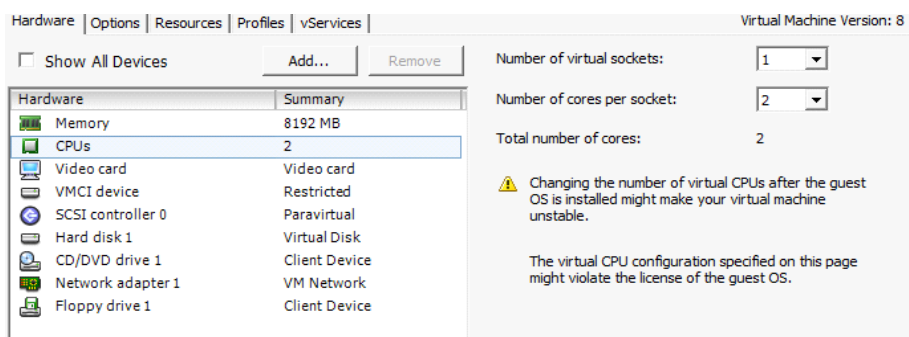 Hardware Options Resources Profiles vServices Virtual Machine Version: 8
Show All Devices Add... Remove
Hardware Summary
Memory 8192 MB
CPUs 2
Video card Video card
VMCI device Restricted
SCSI controller 0 Paravirtual
Hard disk 1 Virtual Disk
CD/DVD drive 1 Client Device
Network adapter 1 VM Network
Floppy drive 1 Client Device
Number of virtual sockets: 1
Number of cores per socket: 2
Total number of cores: 2
Changing the number of virtual CPUs after the guest
OS is installed might make your virtual machine
unstable.
The virtual CPU configuration specified on this page
might violate the license of the guest OS.